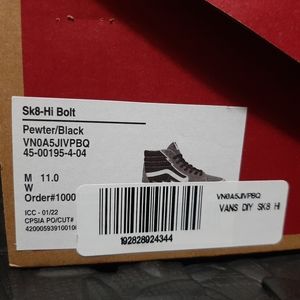 Sk8-Hi Bolt
Pewter/Black
VN0A5JIVPBQ
45-00195-4-04
M 11.0
W
Order#1000
ICC - 01/22
CPSIA PO/CUT#
VN0A5JIVPBQ
VANS DIY SK8 HI
192828924344